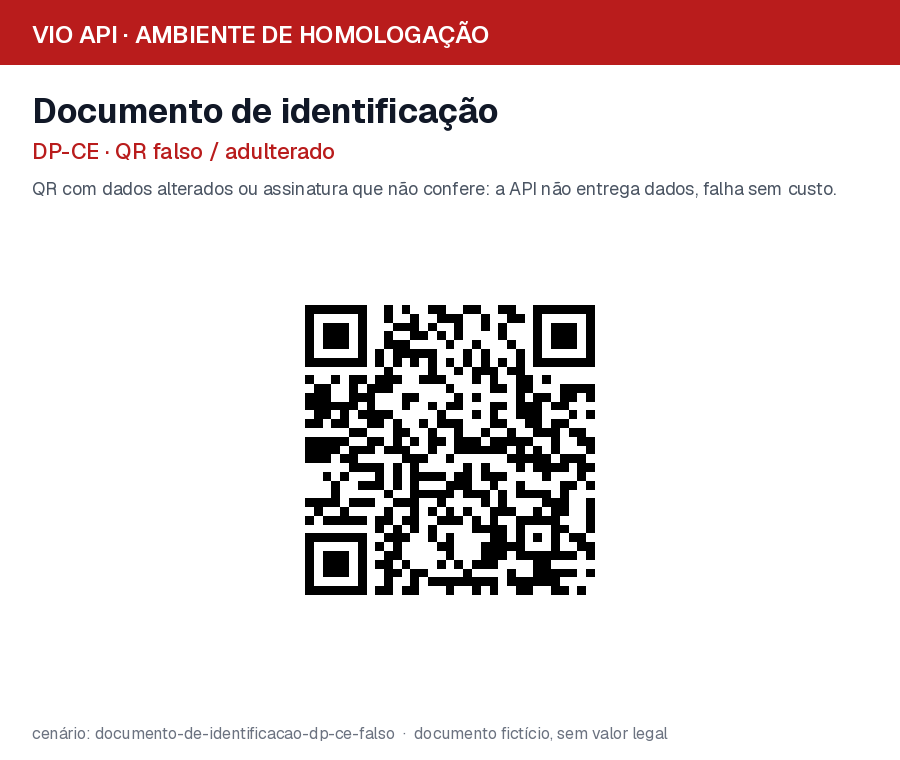 VIO API · AMBIENTE DE HOMOLOGAÇÃO
Documento de identificação
DP-CE · QR falso / adulterado
QR com dados alterados ou assinatura que não confere: a API não entrega dados, falha sem custo.
cenário: documento-de-identificacao-dp-ce-falso · documento fictício, sem valor legal